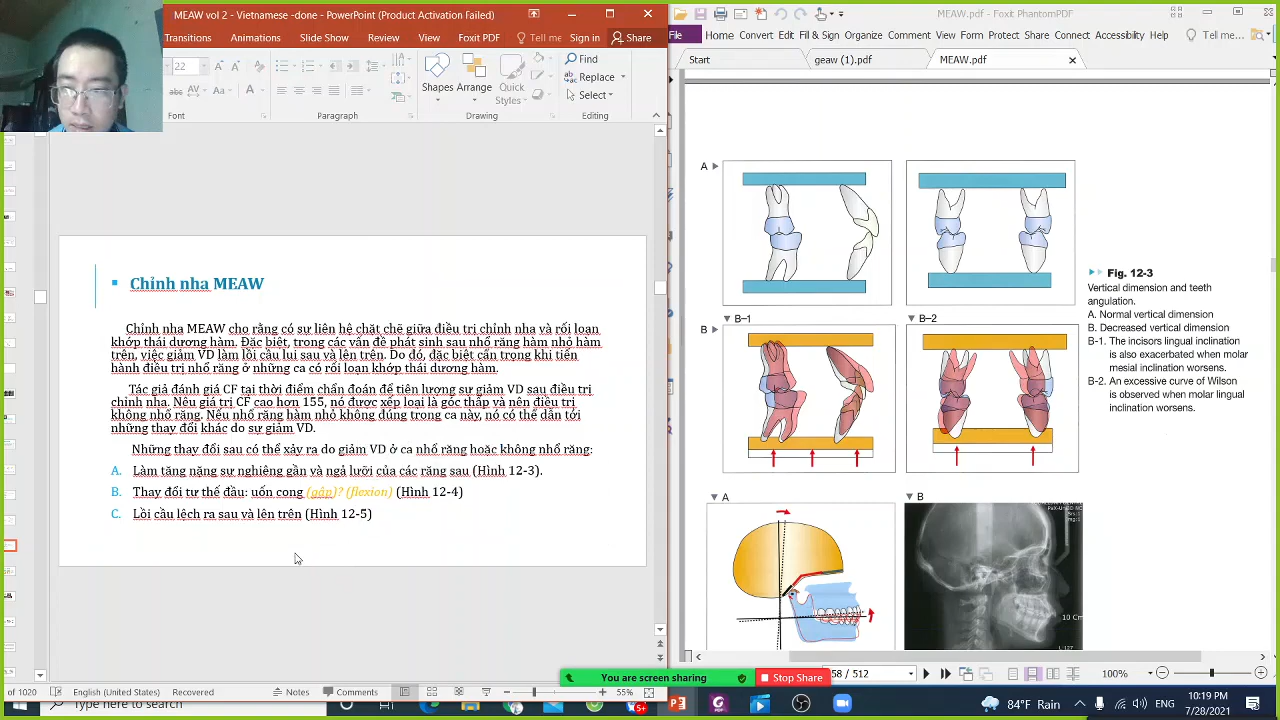 MEAW vol 2 - Vietnamese -done - PowerPoint (Product Activation Failed)
Transitions Animations Slide Show Review View Foxit PDF Tell me Sign in Share
22
Find
Replace
Select
Shapes Arrange Quick Styles
Font Paragraph Drawing Editing
Chỉnh nha MEAW
Chỉnh nha MEAW cho rằng có sự liên hệ chặt chẽ giữa điều trị chỉnh nha và rối loạn
khớp thái dương hàm. Đặc biệt, trong các vấn đề phát sinh sau nhổ răng hàm nhỏ hàm
trên, việc giảm VD làm lồi cầu lui sau và lên trên. Do đó, đặc biệt cẩn trọng khi tiến
hành điều trị nhổ răng ở những ca có rối loạn khớp thái dương hàm.
Tác giả đánh giá CF tại thời điểm chẩn đoán để tiên lượng sự giảm VD sau điều trị
chỉnh nha. Nếu giá trị CF cao hơn 155, nó được xếp loại là góc thấp và nên điều trị
không nhổ răng. Nếu nhổ răng hàm nhỏ không đúng trong ca này, nó có thể dẫn tới
những thay đổi khác do sự giảm VD.
Những thay đổi sau có thể xảy ra do giảm VD ở ca nhổ răng hoặc không nhổ răng:
A. Làm tăng nặng sự nghiêng gần và ngả lưỡi của các răng sau (Hình 12-3).
B. Thay đổi tư thế đầu: uốn cong (gập)? (flexion) (Hình 12-4)
C. Lồi cầu lệch ra sau và lên trên (Hình 12-5)
of 1020 English (United States) Recovered Notes Comments 55%
MEAW.pdf - Foxit PhantomPDF
File Home Convert Edit Fill & Sign Organize Comment View Form Protect Share Connect Accessibility Help Tell me...
Start geaw (1).pdf MEAW.pdf
A
B-1 B-2
B
Fig. 12-3
Vertical dimension and teeth
angulation.
A. Normal vertical dimension
B. Decreased vertical dimension
B-1. The incisors lingual inclination
is also exacerbated when molar
mesial inclination worsens.
B-2. An excessive curve of Wilson
is observed when molar lingual
inclination worsens.
A B
10 Cm
58 / 512 100%
You are screen sharing Stop Share
Type here to search
84°F Rain ENG 10:19 PM
7/28/2021